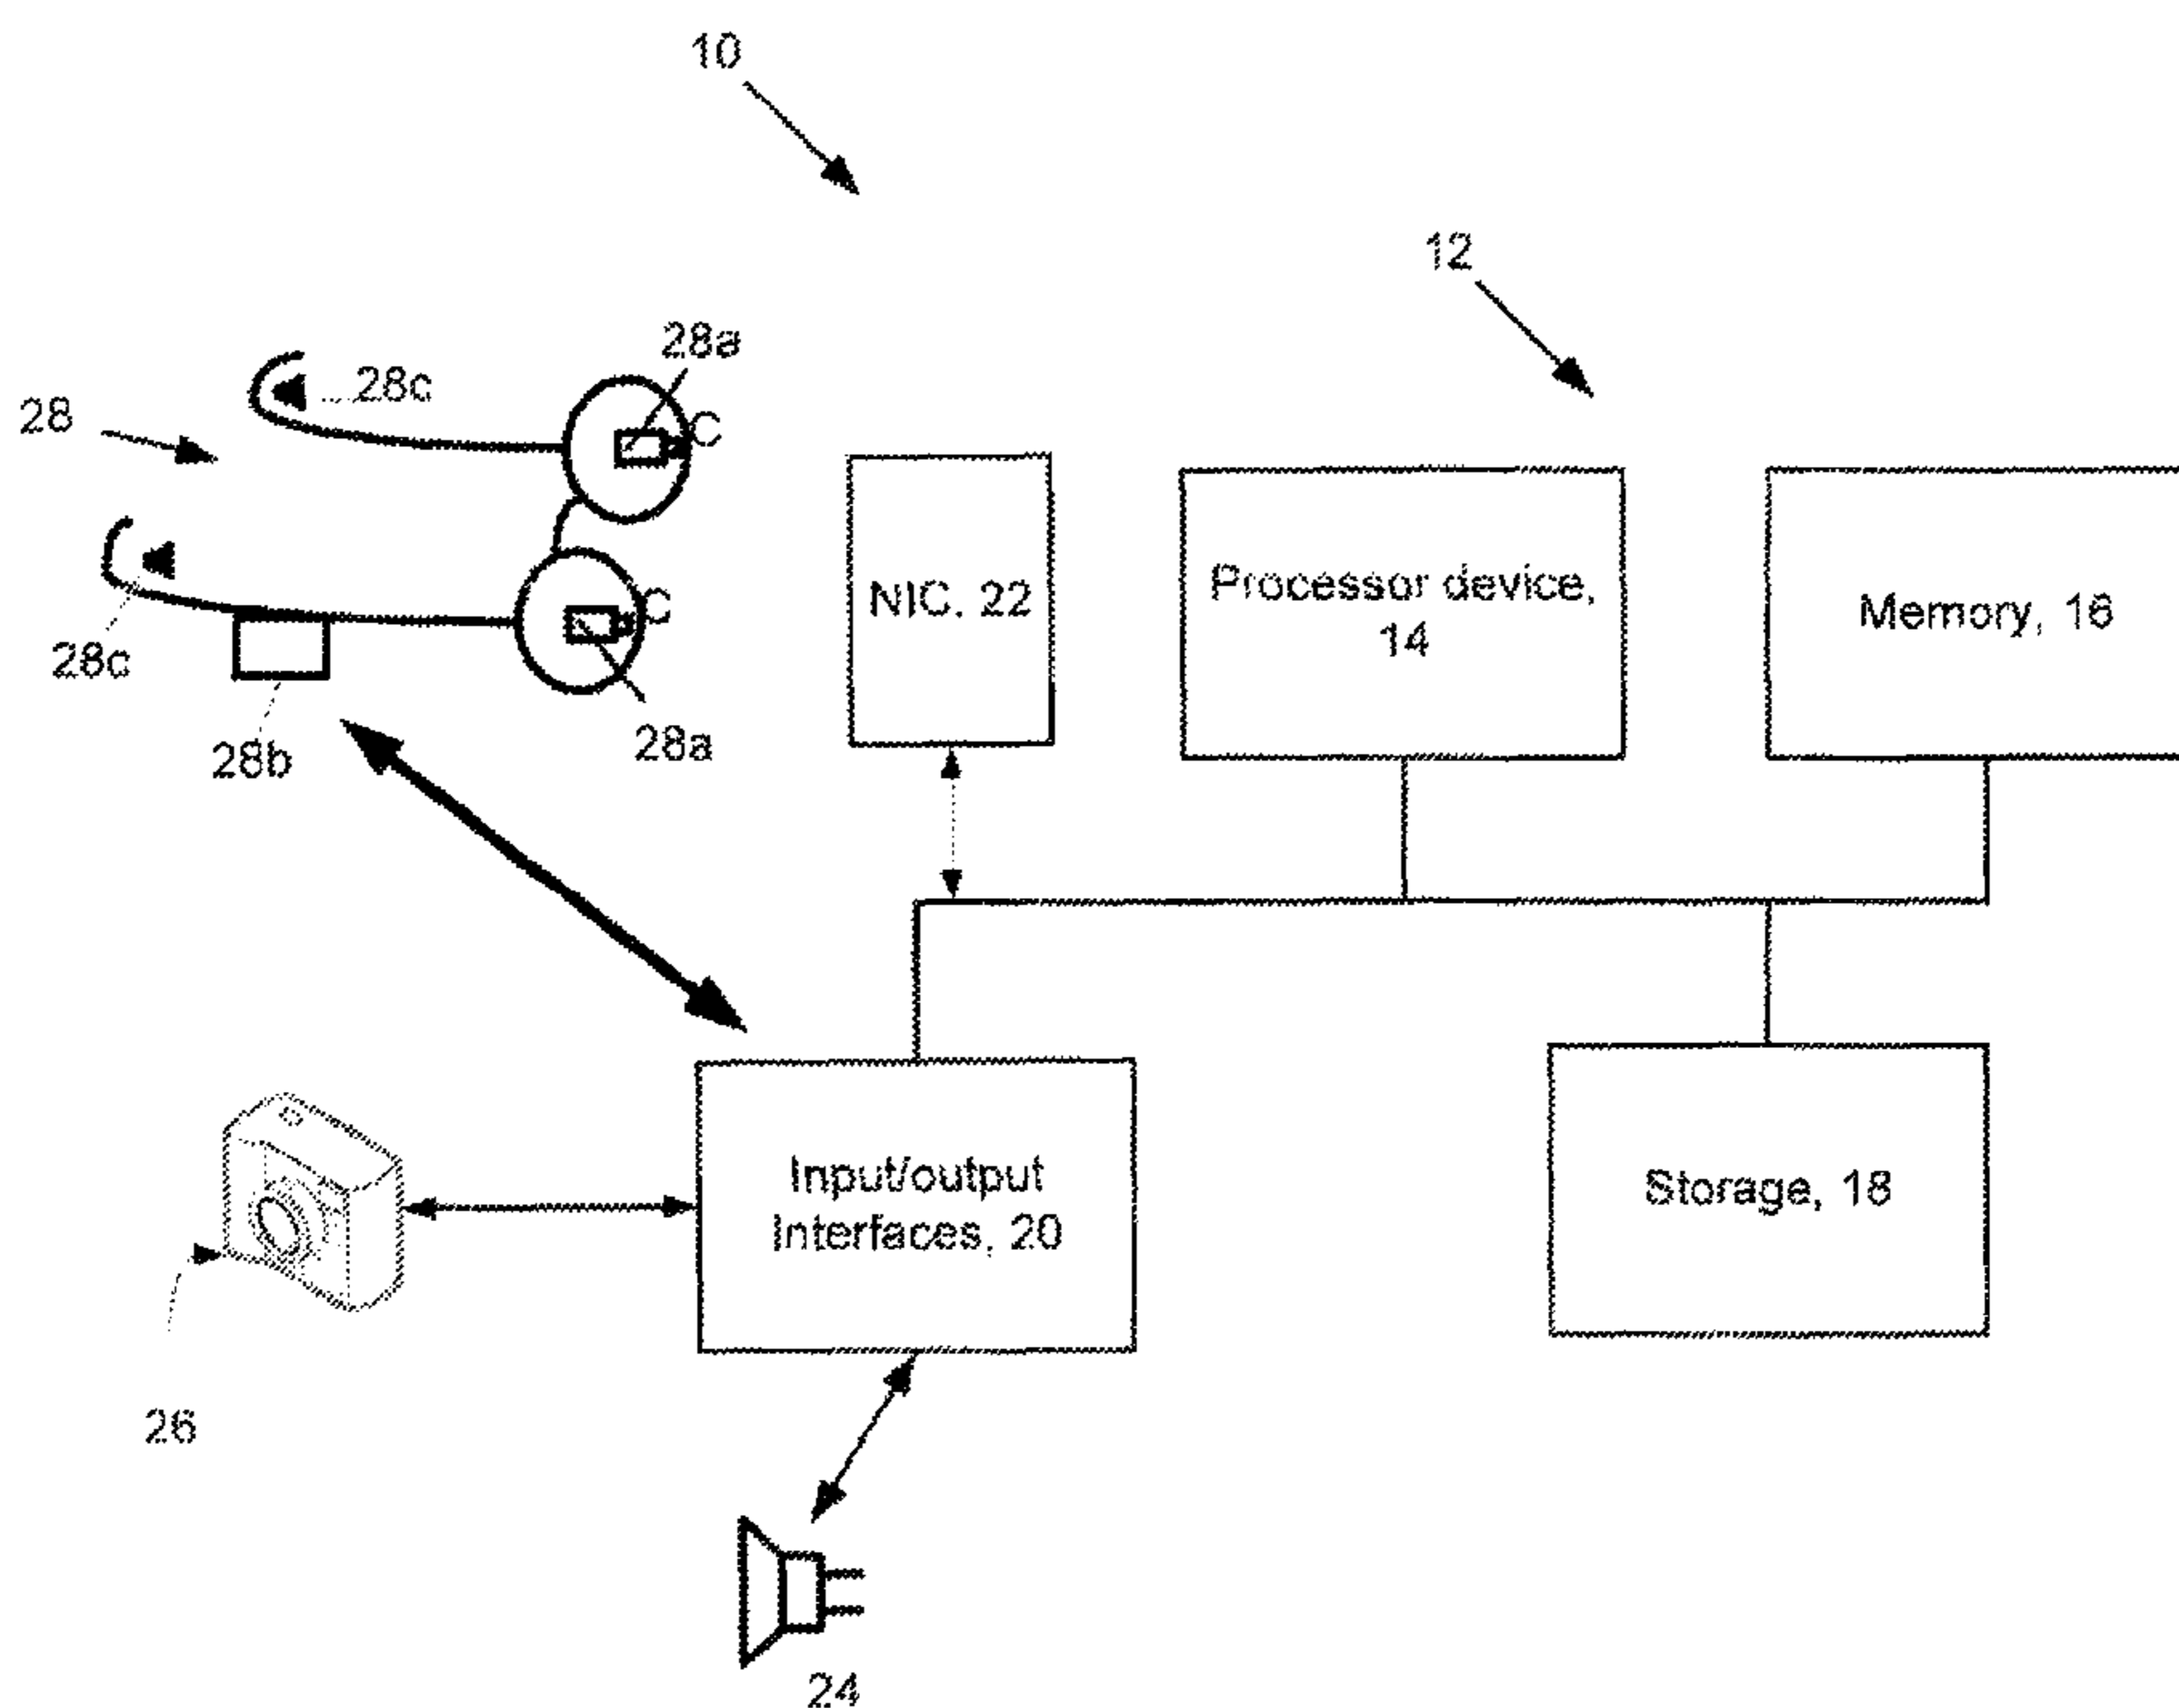 10
12
28a
28c
28
C
NIC, 22
Processor device,
14
Memory, 16
C
28c
28a
28b
Input/output
Interfaces, 20
Storage, 18
26
24